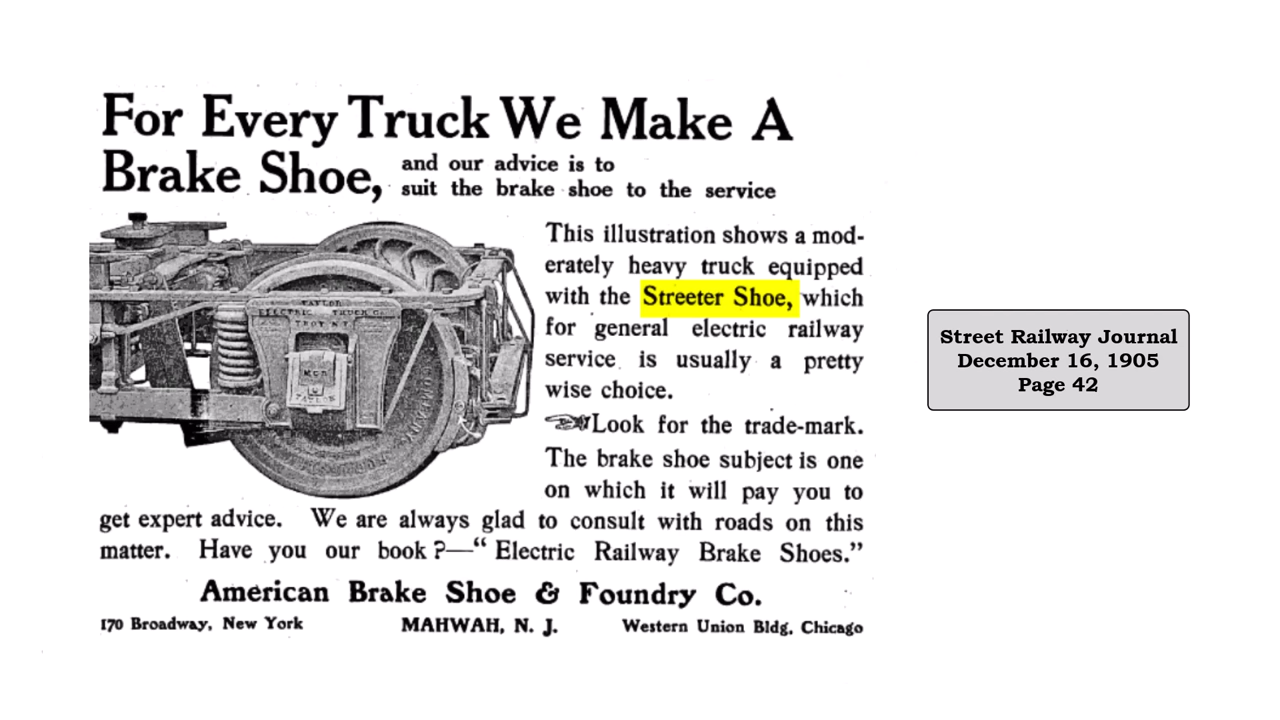 For Every Truck We Make A
Brake Shoe,
and our advice is to
suit the brake shoe to the service
TAYLOR
ELECTRIC TRUCK Co.
TROY N.Y.
This illustration shows a mod-
erately heavy truck equipped
with the Streeter Shoe, which
for general electric railway
service is usually a pretty
wise choice.
Look for the trade-mark.
The brake shoe subject is one
on which it will pay you to
get expert advice. We are always glad to consult with roads on this
matter. Have you our book?—“Electric Railway Brake Shoes.”
American Brake Shoe & Foundry Co.
170 Broadway, New York MAHWAH, N. J. Western Union Bldg, Chicago
Street Railway Journal
December 16, 1905
Page 42